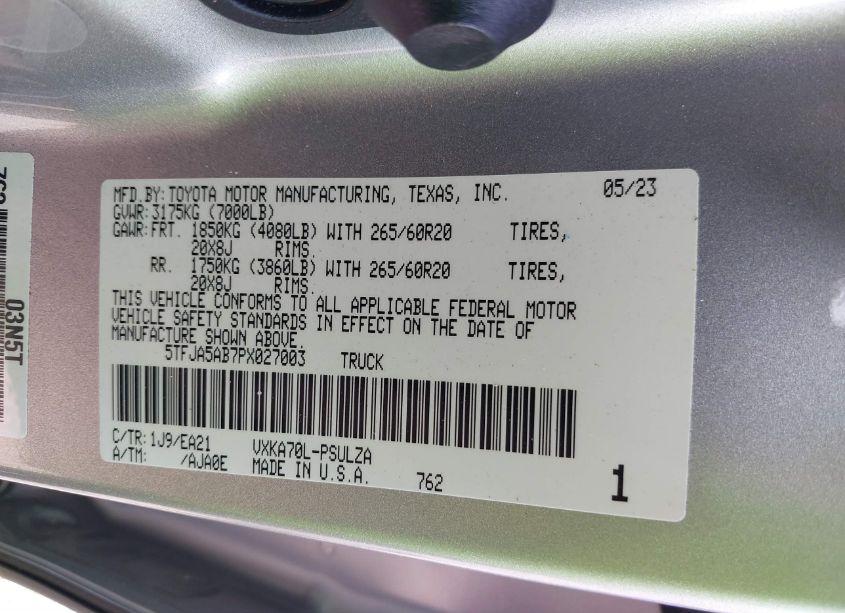 MFD.BY:TOYOTA MOTOR MANUFACTURING, TEXAS, INC. 05/23
GVWR:3175KG (7000LB)
GAWR:FRT. 1850KG (4080LB) WITH 265/60R20 TIRES,
20X8J RIMS.
RR. 1750KG (3860LB) WITH 265/60R20 TIRES,
20X8J RIMS.
THIS VEHICLE CONFORMS TO ALL APPLICABLE FEDERAL MOTOR
VEHICLE SAFETY STANDARDS IN EFFECT ON THE DATE OF
MANUFACTURE SHOWN ABOVE.
5TFJA5AB7PX027003 TRUCK
C/TR:1J9/EA21 VXKA70L-PSULZA
A/TM: /AJA0E MADE IN U.S.A. 762 1
03N5T